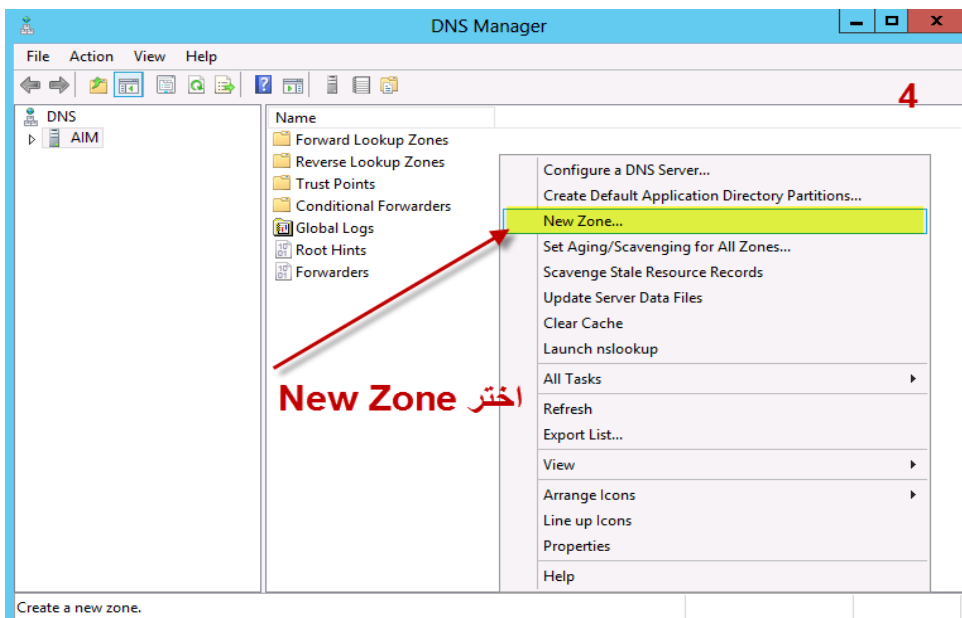 DNS Manager
File Action View Help
4
DNS
AIM
Name
Forward Lookup Zones
Reverse Lookup Zones
Trust Points
Conditional Forwarders
Global Logs
Root Hints
Forwarders
Configure a DNS Server...
Create Default Application Directory Partitions...
New Zone...
Set Aging/Scavenging for All Zones...
Scavenge Stale Resource Records
Update Server Data Files
Clear Cache
Launch nslookup
All Tasks
Refresh
Export List...
View
Arrange Icons
Line up Icons
Properties
Help
اختر New Zone
Create a new zone.